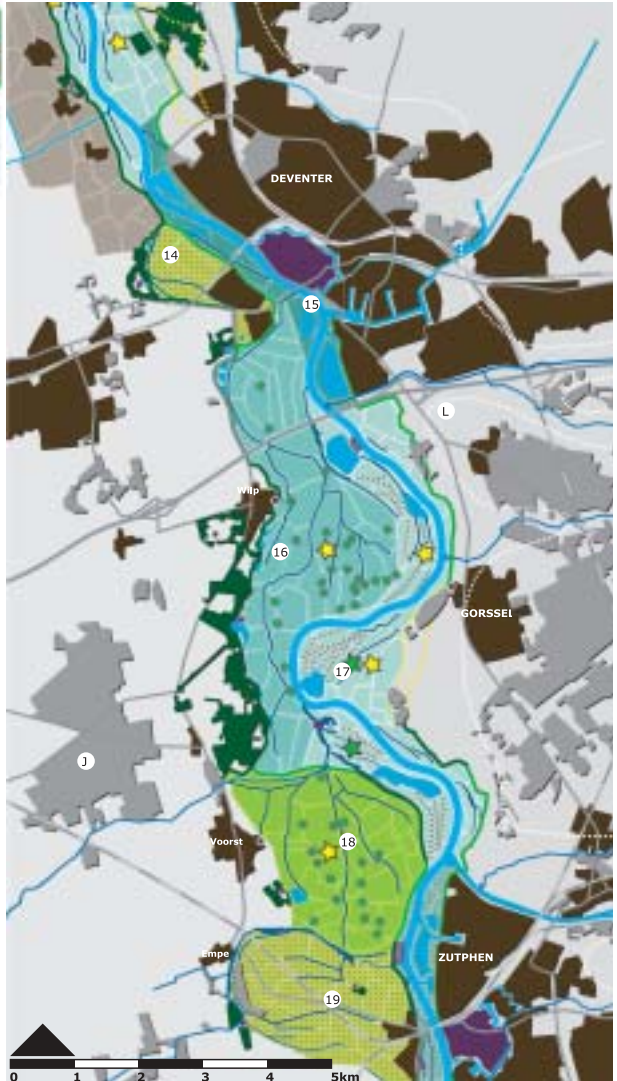 DEVENTER
14
15
L
Wilp
16
GORSSEL
17
J
18
Voorst
Empe
ZUTPHEN
19
0 1 2 3 4 5km